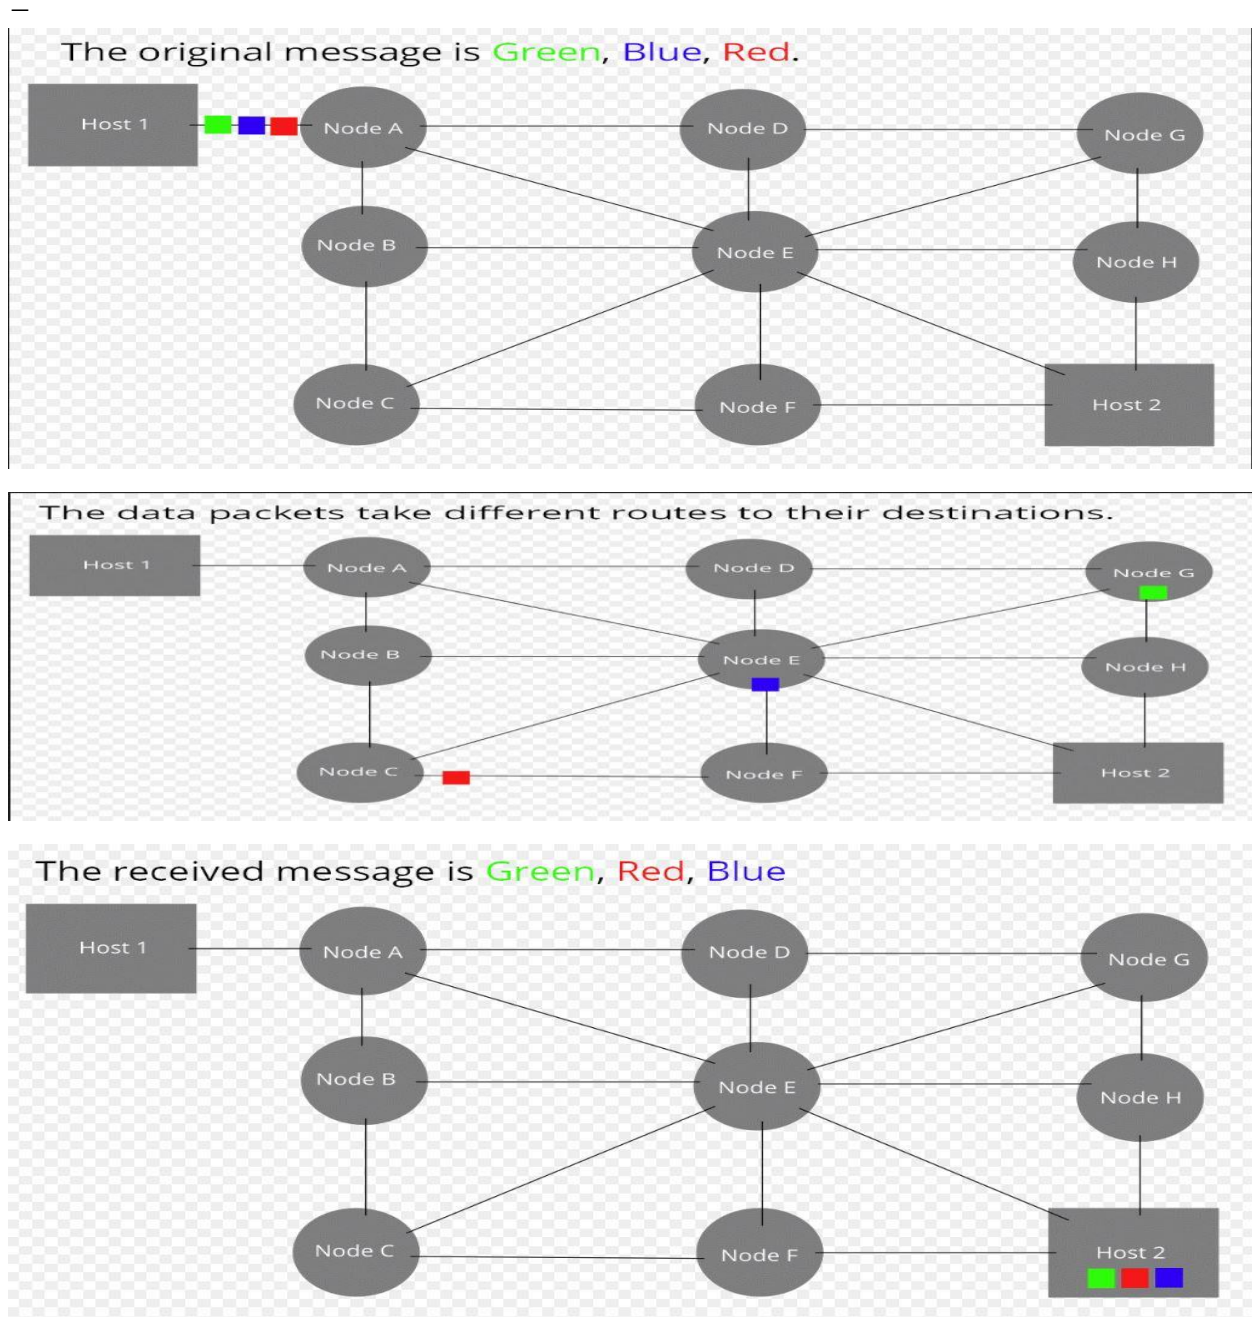 The original message is Green, Blue, Red.
Host 1
Node A
Node D
Node G
Node B
Node E
Node H
Node C
Node F
Host 2
The data packets take different routes to their destinations.
Host 1
Node A
Node D
Node G
Node B
Node E
Node H
Node C
Node F
Host 2
The received message is Green, Red, Blue
Host 1
Node A
Node D
Node G
Node B
Node E
Node H
Node C
Node F
Host 2